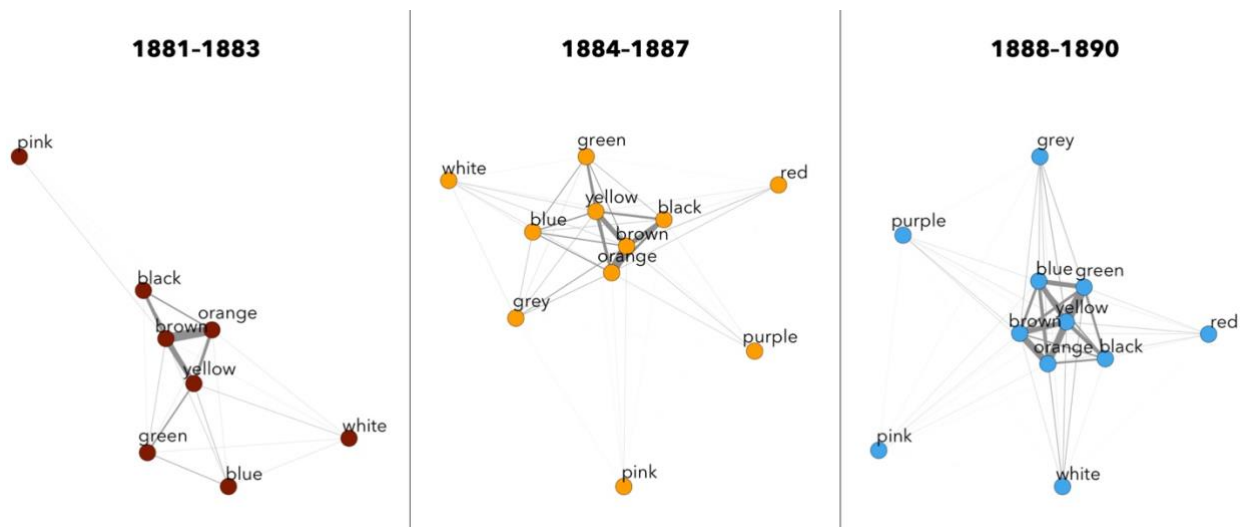 1881–1883
pink
black
orange
brown
yellow
green
white
blue
1884–1887
green
white
red
yellow
black
blue
brown
orange
grey
purple
pink
1888–1890
grey
purple
blue
green
yellow
brown
red
orange
black
pink
white